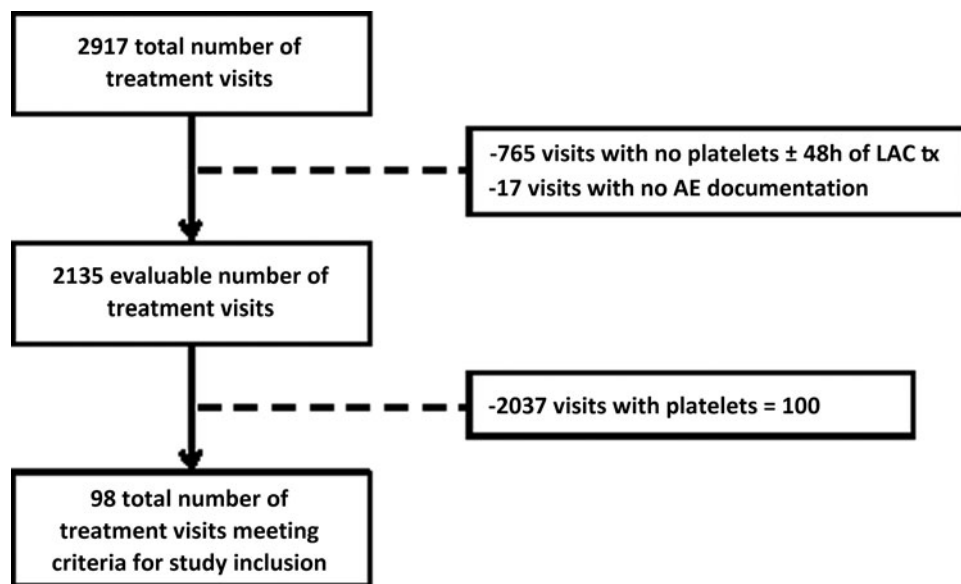 2917 total number of
treatment visits
-765 visits with no platelets ± 48h of LAC tx
-17 visits with no AE documentation
2135 evaluable number of
treatment visits
-2037 visits with platelets = 100
98 total number of
treatment visits meeting
criteria for study inclusion